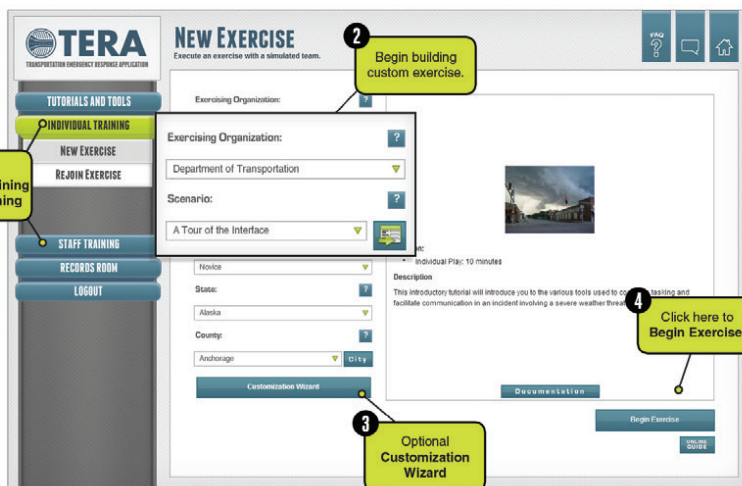 TERA
TRANSPORTATION EMERGENCY RESPONSE APPLICATION
NEW EXERCISE
Execute an exercise with a simulated team.
FAQ
?
2
Begin building
custom exercise.
TUTORIALS AND TOOLS
INDIVIDUAL TRAINING
NEW EXERCISE
REJOIN EXERCISE
STAFF TRAINING
RECORDS ROOM
LOGOUT
Exercising Organization:
?
Exercising Organization:
?
Department of Transportation
Scenario:
?
A Tour of the Interface
Novice
State:
?
Alaska
County:
?
Anchorage
City
Customization Wizard
3
Optional
Customization
Wizard
Individual Play: 10 minutes
Description
This introductory tutorial will introduce you to the various tools used to tasking and
facilitate communication in an incident involving a severe weather
4
Click here to
Begin Exercise
Documentation
Begin Exercise
ONLINE
GUIDE